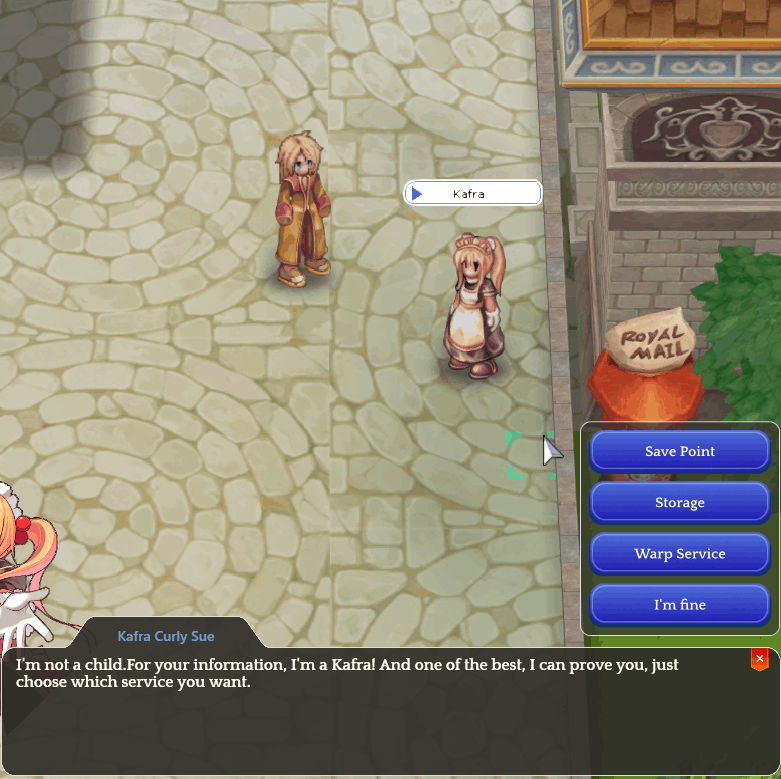 Kafra
ROYAL
MAIL
Save Point
Storage
Warp Service
I'm fine
Kafra Curly Sue
I'm not a child.For your information, I'm a Kafra! And one of the best, I can prove you, just
choose which service you want.